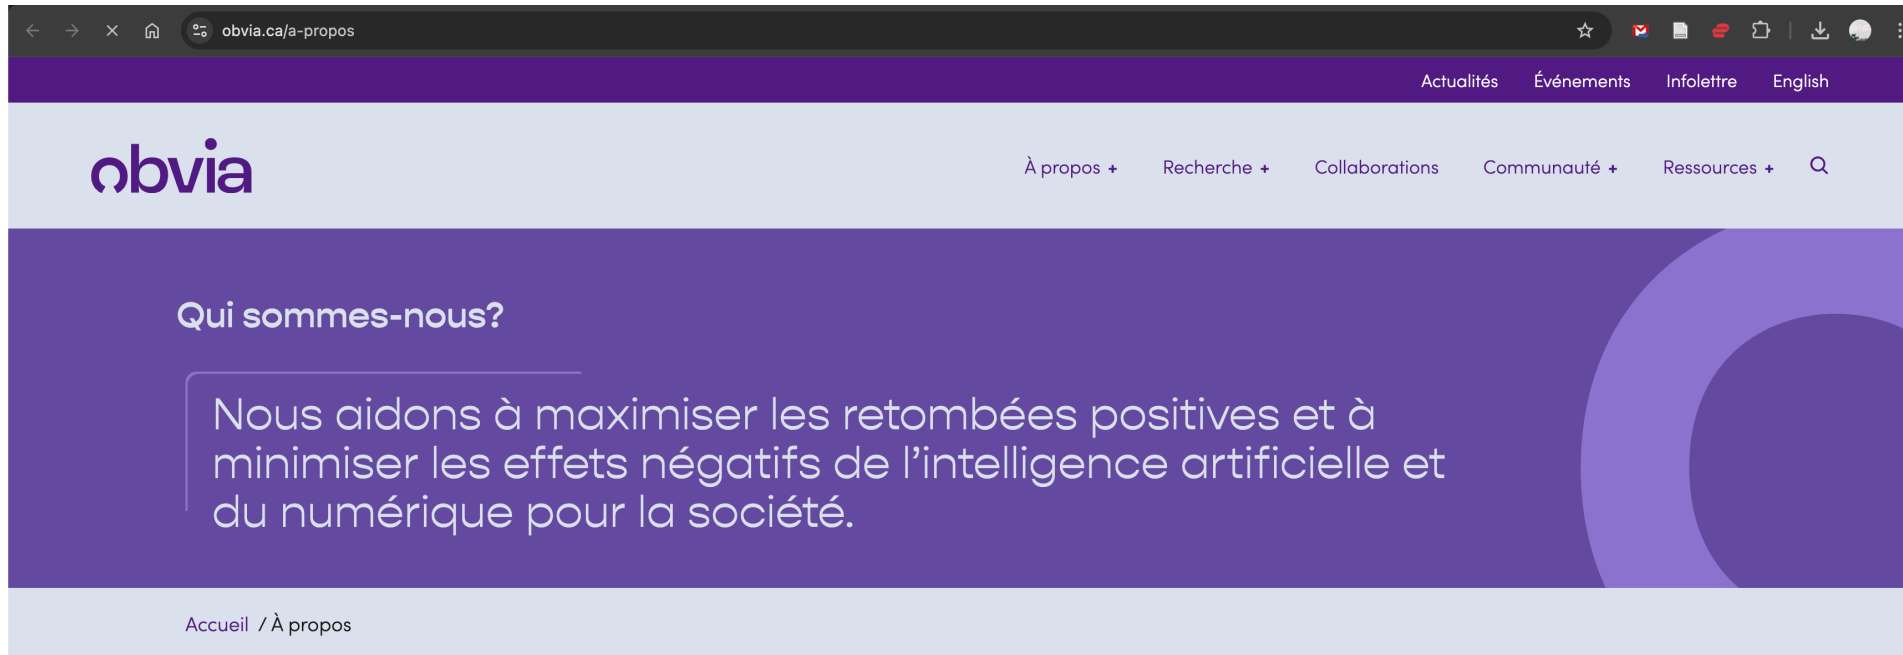 obvia.ca/a-propos
Actualités Événements Infolettre English
obvia
À propos + Recherche + Collaborations Communauté + Ressources +
Qui sommes-nous?
Nous aidons à maximiser les retombées positives et à
minimiser les effets négatifs de l’intelligence artificielle et
du numérique pour la société.
Accueil / À propos